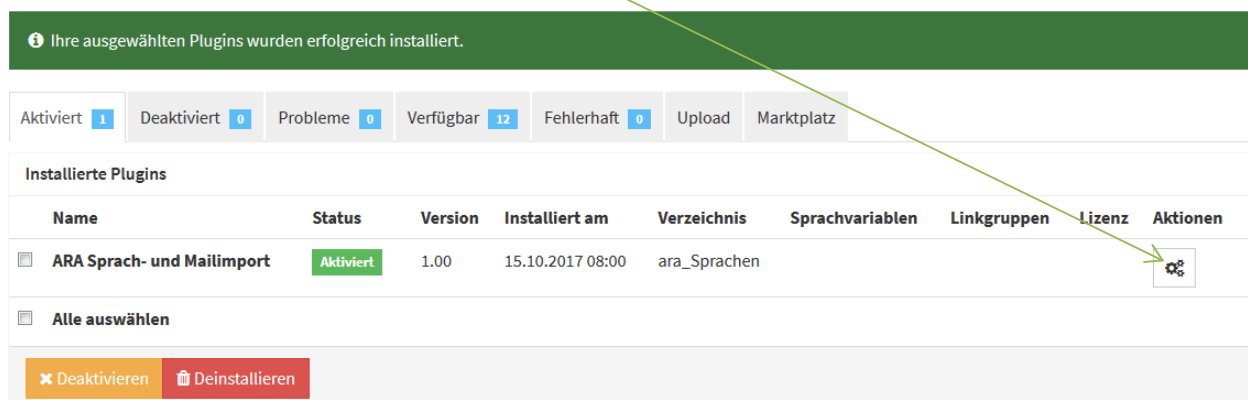 Ihre ausgewählten Plugins wurden erfolgreich installiert.
Aktiviert 1 Deaktiviert 0 Probleme 0 Verfügbar 12 Fehlerhaft 0 Upload Marktplatz
Installierte Plugins
Name Status Version Installiert am Verzeichnis Sprachvariablen Linkgruppen Lizenz Aktionen
ARA Sprach- und Mailimport Aktiviert 1.00 15.10.2017 08:00 ara_Sprachen
Alle auswählen
Deaktivieren Deinstallieren